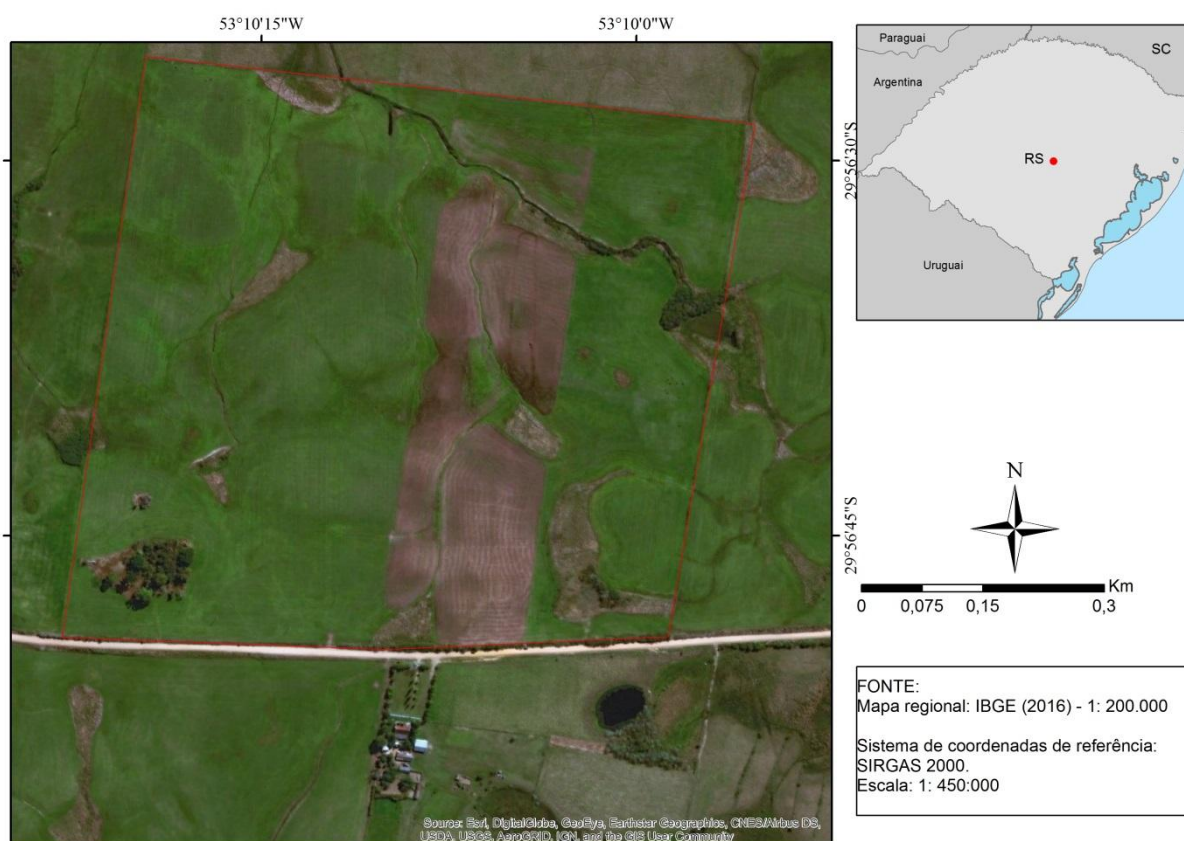 53°10'15"W
53°10'0"W
29°56'30"S
29°56'45"S
Source: Esri, DigitalGlobe, GeoEye, Earthstar Geographics, CNES/Airbus DS,
USDA, USGS, AeroGRID, IGN, and the GIS User Community
Paraguai
SC
Argentina
RS
Uruguai
N
Km
0 0,075 0,15 0,3
FONTE:
Mapa regional: IBGE (2016) - 1: 200.000
Sistema de coordenadas de referência:
SIRGAS 2000.
Escala: 1: 450:000